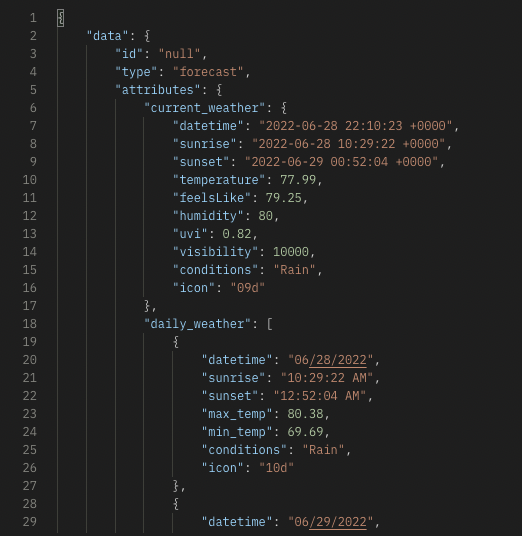 1 {
2 "data": {
3 "id": "null",
4 "type": "forecast",
5 "attributes": {
6 "current_weather": {
7 "datetime": "2022-06-28 22:10:23 +0000",
8 "sunrise": "2022-06-28 10:29:22 +0000",
9 "sunset": "2022-06-29 00:52:04 +0000",
10 "temperature": 77.99,
11 "feelsLike": 79.25,
12 "humidity": 80,
13 "uvi": 0.82,
14 "visibility": 10000,
15 "conditions": "Rain",
16 "icon": "09d"
17 },
18 "daily_weather": [
19 {
20 "datetime": "06/28/2022",
21 "sunrise": "10:29:22 AM",
22 "sunset": "12:52:04 AM",
23 "max_temp": 80.38,
24 "min_temp": 69.69,
25 "conditions": "Rain",
26 "icon": "10d"
27 },
28 {
29 "datetime": "06/29/2022",